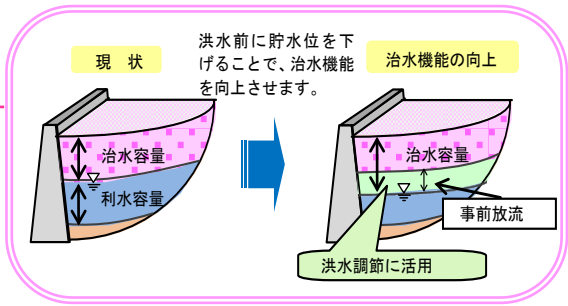 現 状
洪水前に貯水位を下
げることで、治水機能
を向上させます。
治水機能の向上
治水容量
利水容量
治水容量
事前放流
洪水調節に活用